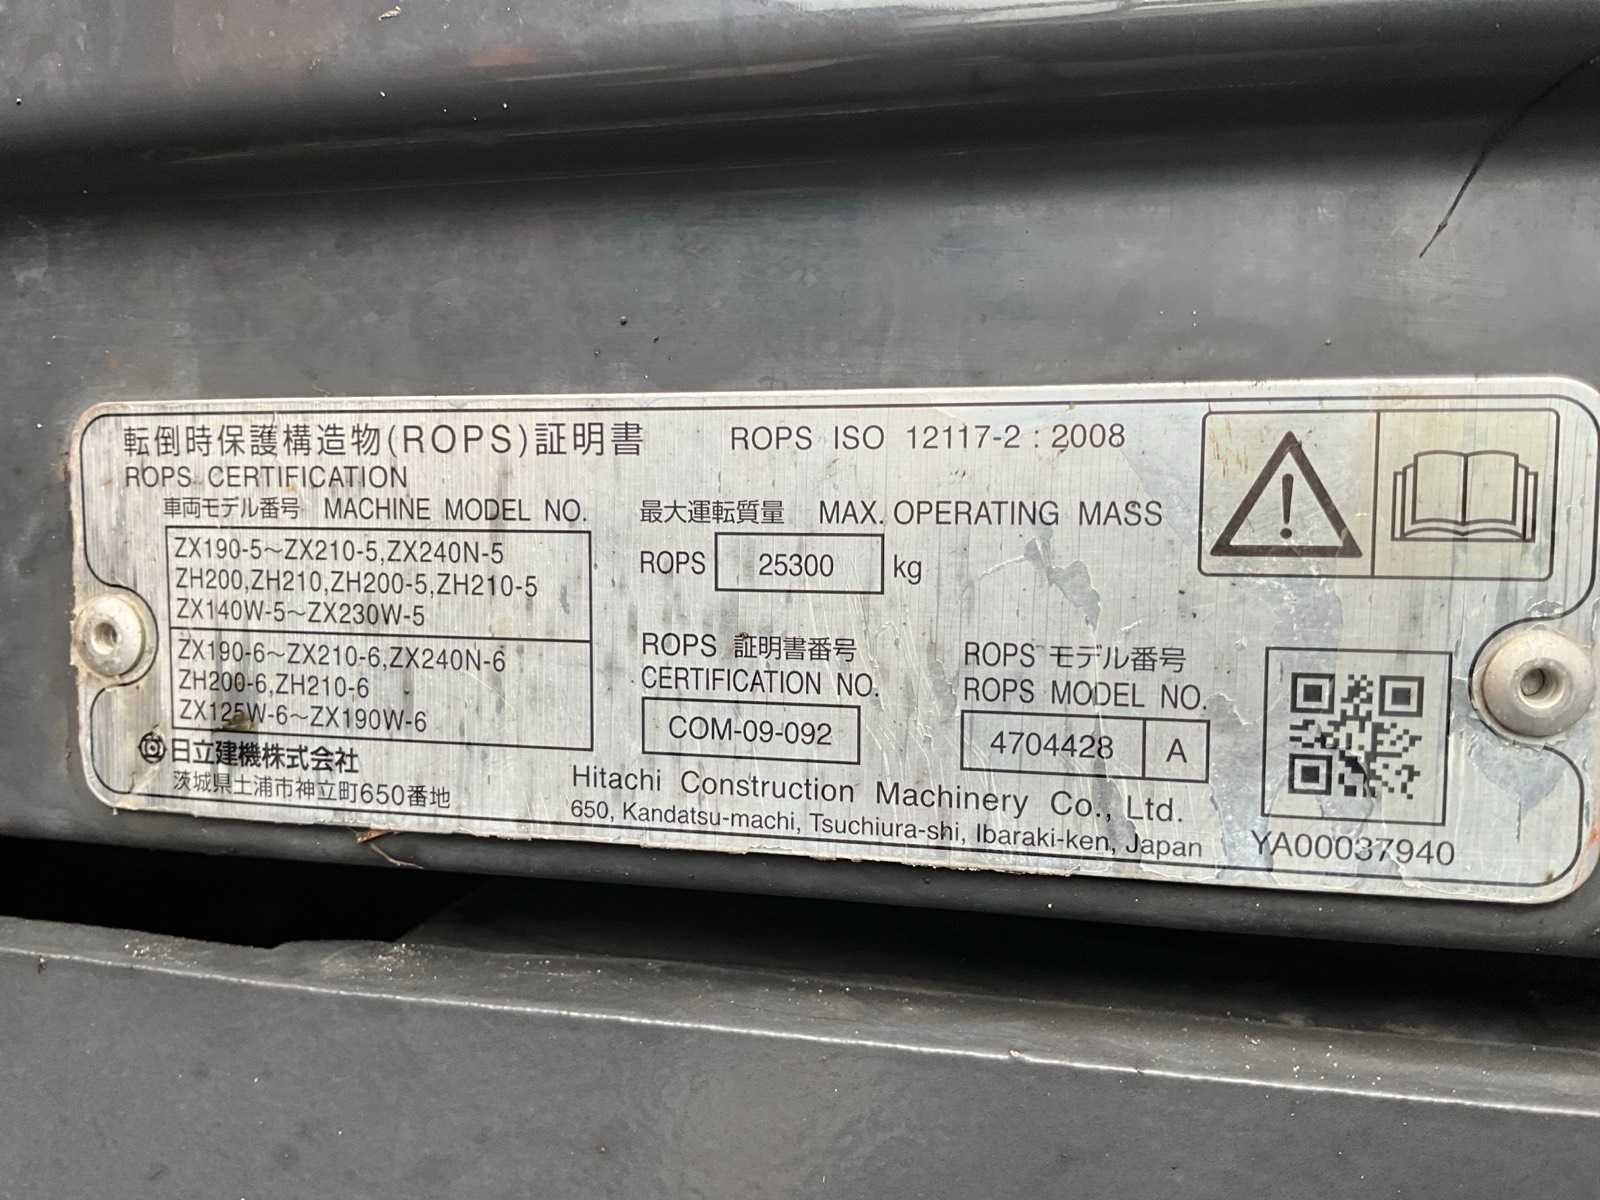 転倒時保護構造物(ROPS)証明書 ROPS ISO 12117-2 : 2008
ROPS CERTIFICATION
車両モデル番号 MACHINE MODEL NO.
ZX190-5～ZX210-5,ZX240N-5
ZH200,ZH210,ZH200-5,ZH210-5
ZX140W-5～ZX230W-5
ZX190-6～ZX210-6,ZX240N-6
ZH200-6,ZH210-6
ZX125W-6～ZX190W-6
最大運転質量 MAX. OPERATING MASS
ROPS 25300 kg
ROPS 証明書番号
CERTIFICATION NO.
COM-09-092
ROPS モデル番号
ROPS MODEL NO.
4704428 A
日立建機株式会社
茨城県土浦市神立町650番地
Hitachi Construction Machinery Co., Ltd.
650, Kandatsu-machi, Tsuchiura-shi, Ibaraki-ken, Japan
YA00037940